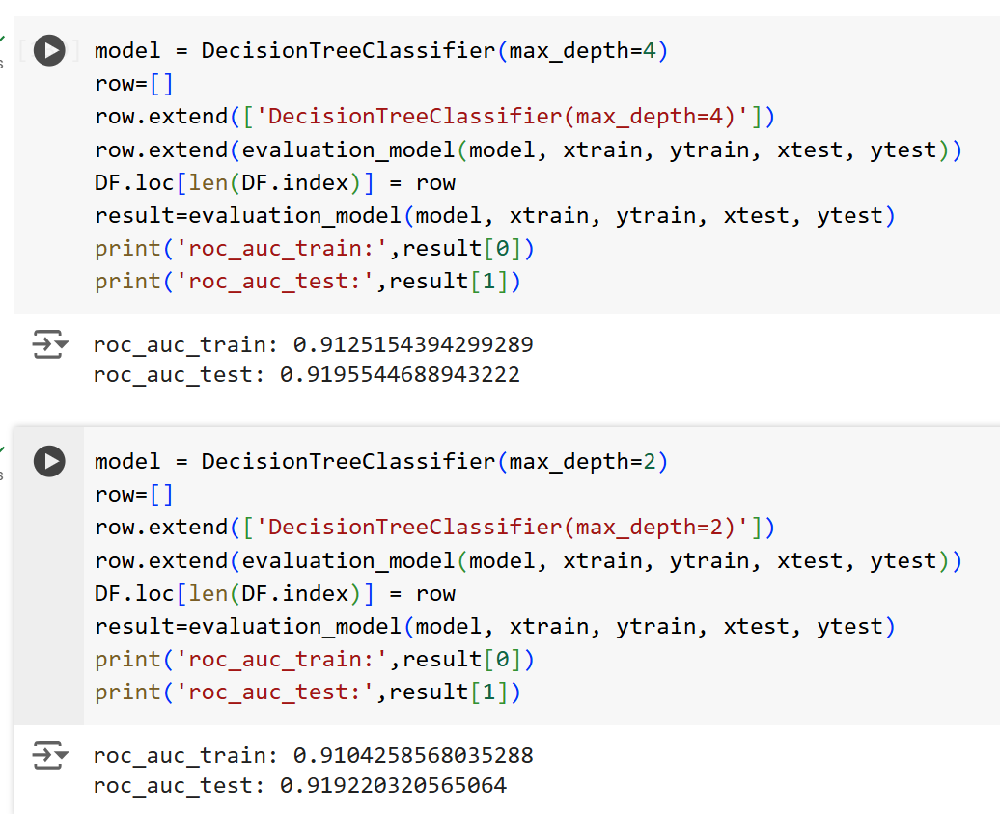 model = DecisionTreeClassifier(max_depth=4)
row=[]
row.extend(['DecisionTreeClassifier(max_depth=4)'])
row.extend(evaluation_model(model, xtrain, ytrain, xtest, ytest))
DF.loc[len(DF.index)] = row
result=evaluation_model(model, xtrain, ytrain, xtest, ytest)
print('roc_auc_train:',result[0])
print('roc_auc_test:',result[1])
roc_auc_train: 0.9125154394299289
roc_auc_test: 0.9195544688943222
model = DecisionTreeClassifier(max_depth=2)
row=[]
row.extend(['DecisionTreeClassifier(max_depth=2)'])
row.extend(evaluation_model(model, xtrain, ytrain, xtest, ytest))
DF.loc[len(DF.index)] = row
result=evaluation_model(model, xtrain, ytrain, xtest, ytest)
print('roc_auc_train:',result[0])
print('roc_auc_test:',result[1])
roc_auc_train: 0.9104258568035288
roc_auc_test: 0.919220320565064